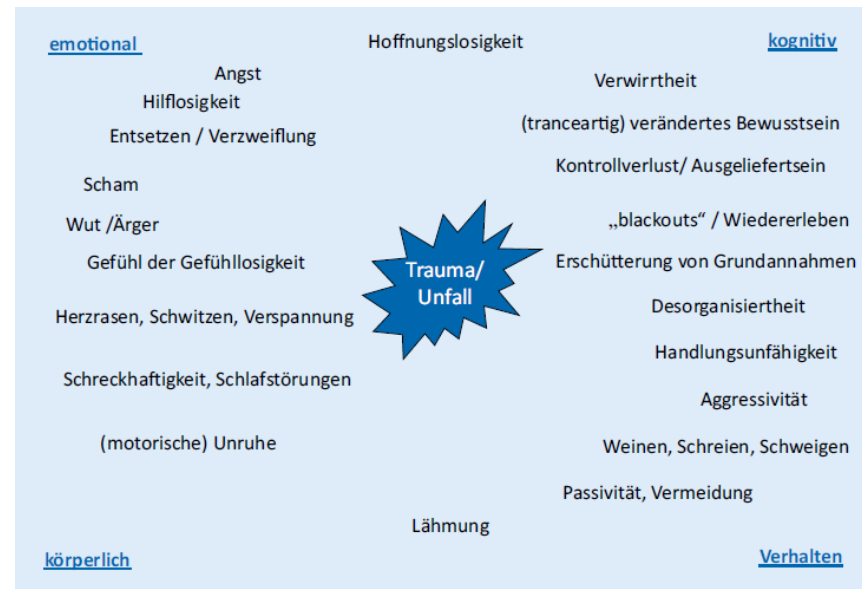 emotional
Hoffnungslosigkeit
kognitiv
Angst
Verwirrtheit
Hilflosigkeit
(tranceartig) verändertes Bewusstsein
Entsetzen / Verzweiflung
Kontrollverlust/ Ausgeliefertsein
Scham
Wut /Ärger
„blackouts“ / Wiedererleben
Gefühl der Gefühllosigkeit
Trauma/
Unfall
Erschütterung von Grundannahmen
Herzrasen, Schwitzen, Verspannung
Desorganisiertheit
Handlungsunfähigkeit
Schreckhaftigkeit, Schlafstörungen
Aggressivität
(motorische) Unruhe
Weinen, Schreien, Schweigen
Passivität, Vermeidung
Lähmung
körperlich
Verhalten